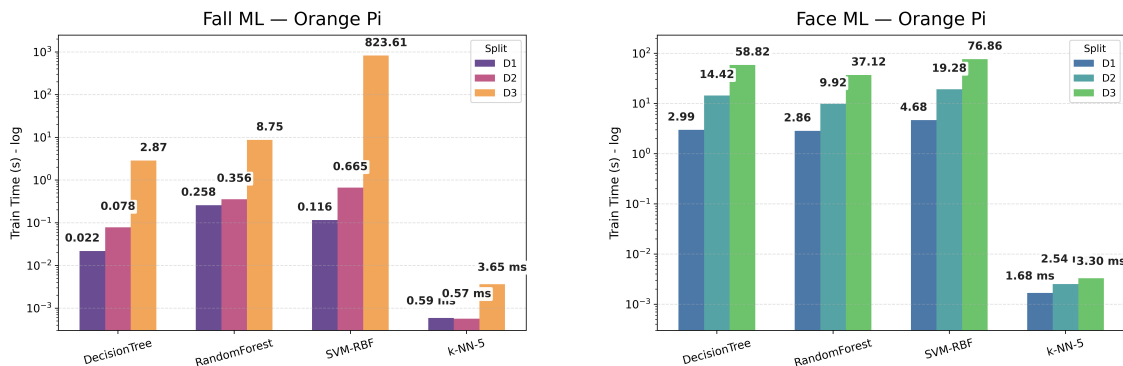 Fall ML — Orange Pi
Train Time (s) - log
10³
10²
10¹
10⁰
10⁻¹
10⁻²
10⁻³
0.022
0.078
2.87
0.258
0.356
8.75
0.116
0.665
823.61
0.59 ms
0.57 ms
3.65 ms
Split
D1
D2
D3
DecisionTree
RandomForest
SVM-RBF
k-NN-5
Face ML — Orange Pi
Train Time (s) - log
10²
10¹
10⁰
10⁻¹
10⁻²
10⁻³
2.99
14.42
58.82
2.86
9.92
37.12
4.68
19.28
76.86
1.68 ms
2.54
3.30 ms
Split
D1
D2
D3
DecisionTree
RandomForest
SVM-RBF
k-NN-5